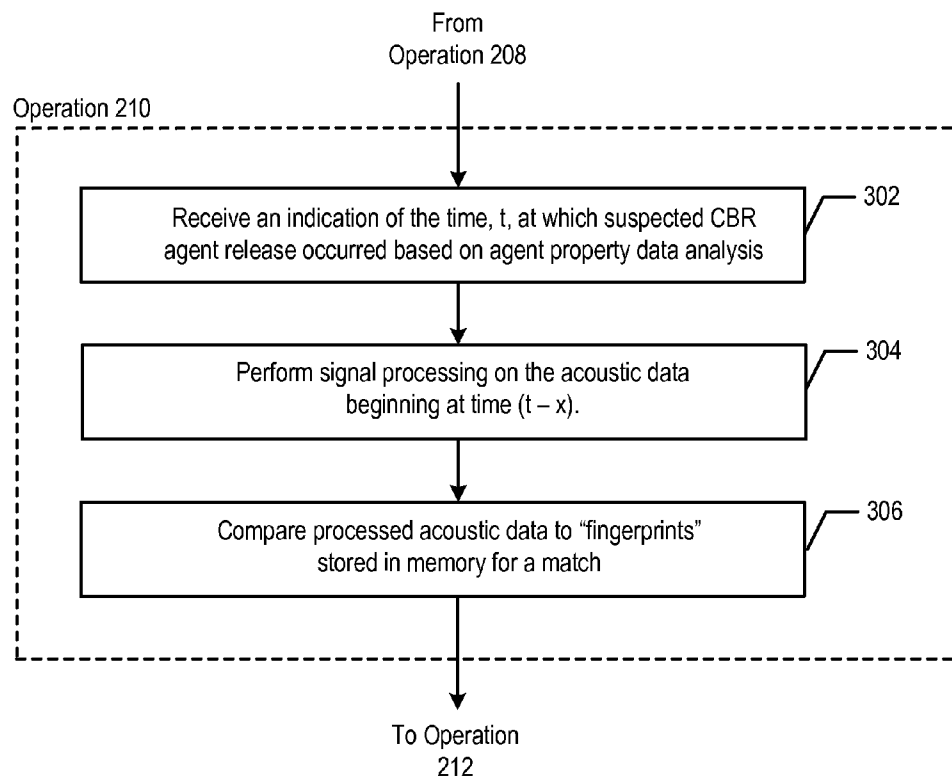 From
Operation 208
Operation 210
Receive an indication of the time, t, at which suspected CBR
agent release occurred based on agent property data analysis
302
Perform signal processing on the acoustic data
beginning at time (t – x).
304
Compare processed acoustic data to “fingerprints”
stored in memory for a match
306
To Operation
212